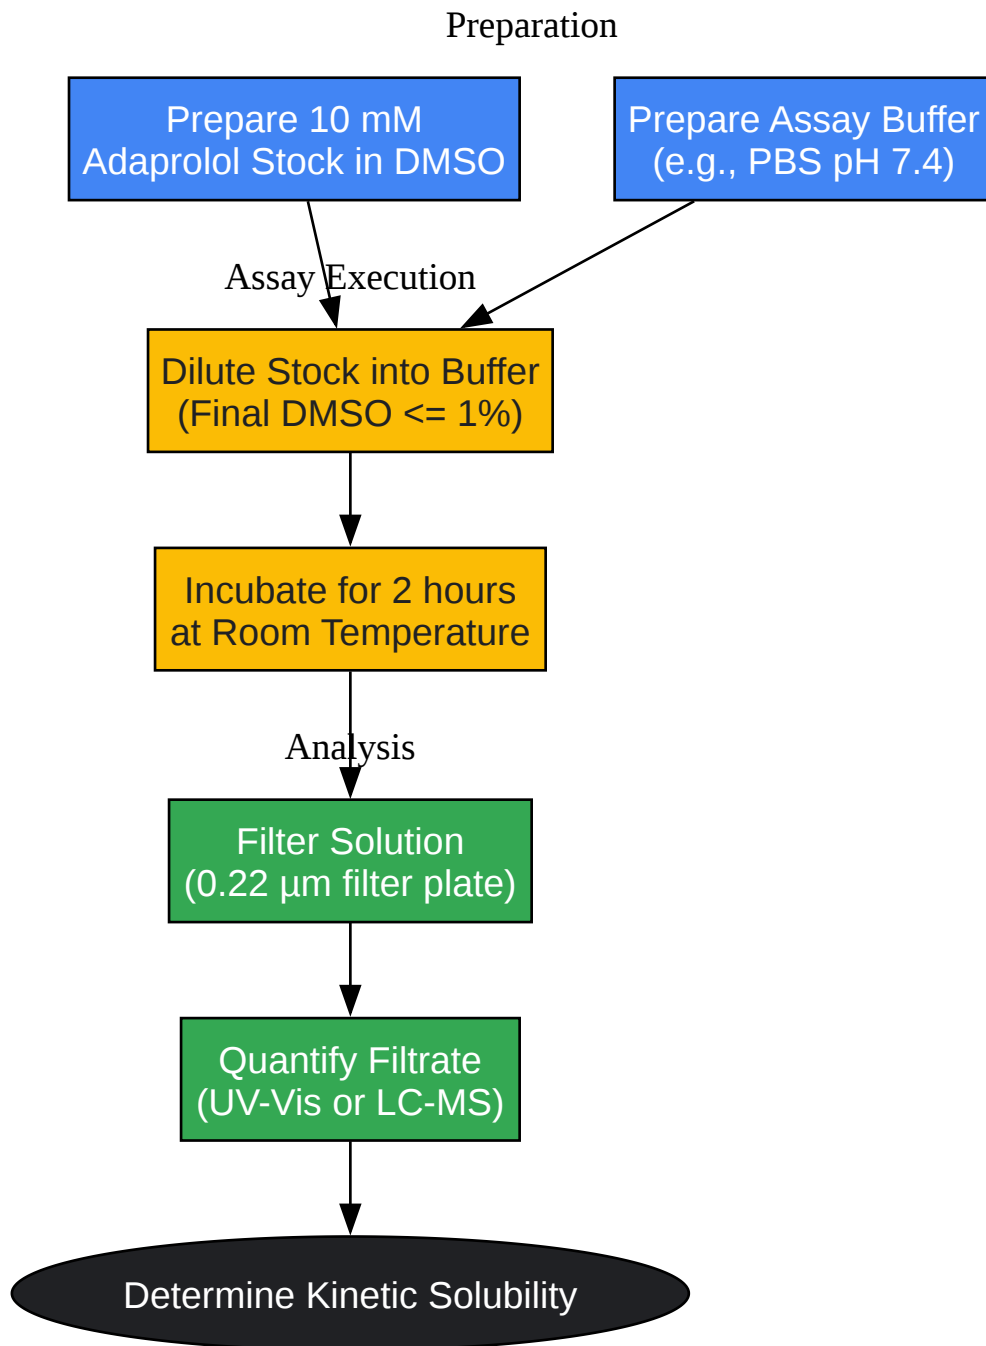 Preparation
Prepare 10 mM
Adaprolol Stock in DMSO
Prepare Assay Buffer
(e.g., PBS pH 7.4)
Assay Execution
Dilute Stock into Buffer
(Final DMSO <= 1%)
Incubate for 2 hours
at Room Temperature
Analysis
Filter Solution
(0.22 µm filter plate)
Quantify Filtrate
(UV-Vis or LC-MS)
Determine Kinetic Solubility